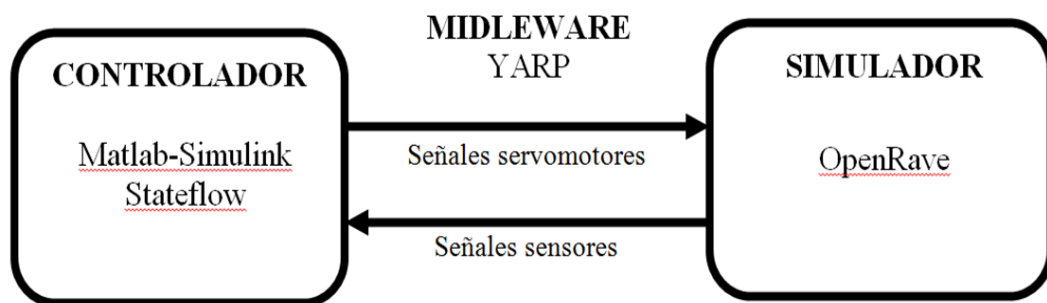 CONTROLADOR
Matlab-Simulink
Stateflow
MIDLEWARE
YARP
Señales servomotores
Señales sensores
SIMULADOR
OpenRave